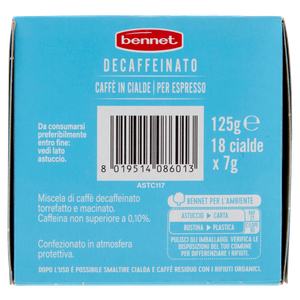 bennet
DECAFFEINATO
CAFFÈ IN CIALDE | PER ESPRESSO
Da consumarsi
preferibilmente
entro fine:
vedi lato
astuccio.
8 019514 086013
ASTC117
125g e
18 cialde
x 7g
Miscela di caffè decaffeinato
torrefatto e macinato.
Caffeina non superiore a 0,10%.
Confezionato in atmosfera
protettiva.
BENNET PER L'AMBIENTE
ASTUCCIO CARTA
BUSTINA PLASTICA
PULISCI GLI IMBALLAGGI. VERIFICA LE
DISPOSIZIONI DEL TUO COMUNE
PER DIFFERENZIARE I RIFIUTI.
DOPO L'USO È POSSIBILE SMALTIRE CIALDA E CAFFÈ RESIDUO CON I RIFIUTI ORGANICI.